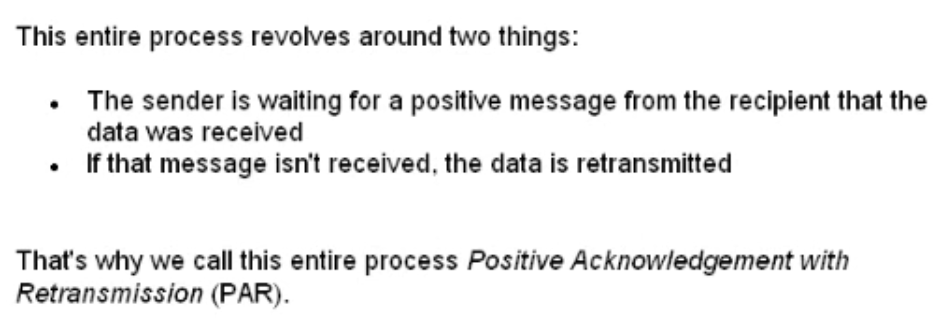 This entire process revolves around two things:
• The sender is waiting for a positive message from the recipient that the
data was received
• If that message isn't received, the data is retransmitted
That's why we call this entire process Positive Acknowledgement with
Retransmission (PAR).